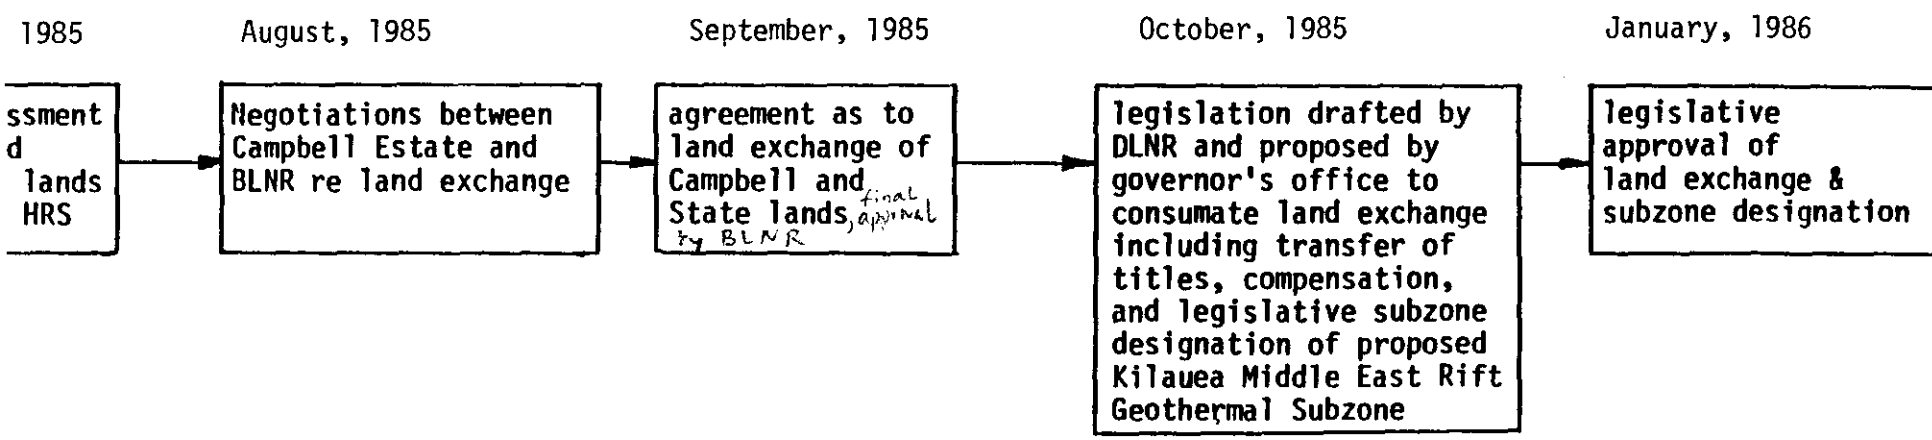 1985
August, 1985
September, 1985
October, 1985
January, 1986
ssment
d
lands
HRS
Negotiations between
Campbell Estate and
BLNR re land exchange
agreement as to
land exchange of
Campbell and
State lands, final approval
by BLNR
legislation drafted by
DLNR and proposed by
governor's office to
consumate land exchange
including transfer of
titles, compensation,
and legislative subzone
designation of proposed
Kilauea Middle East Rift
Geothermal Subzone
legislative
approval of
land exchange &
subzone designation